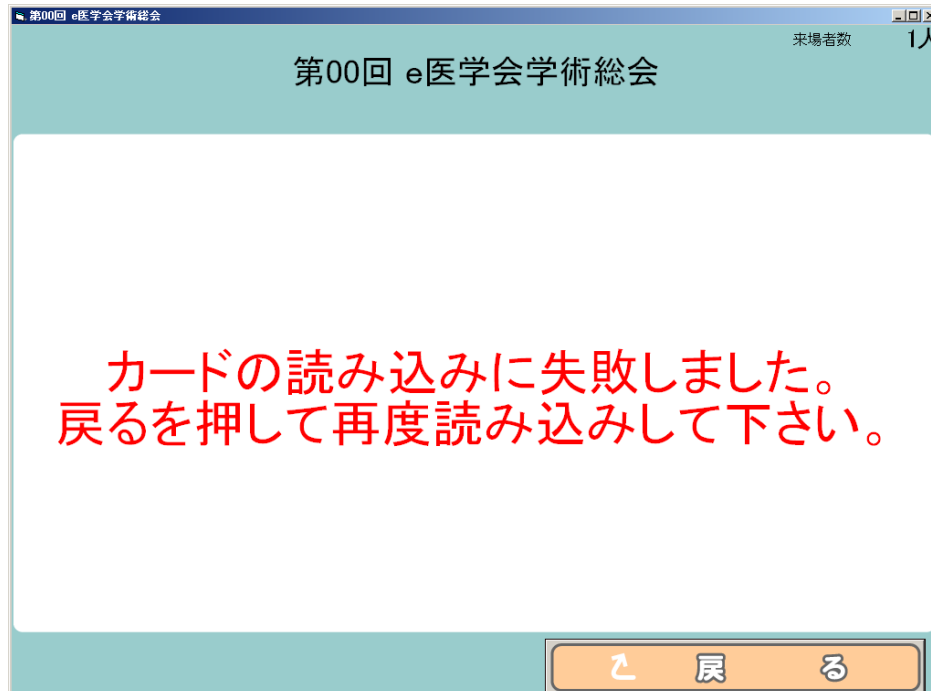 第00回 e医学会学術総会
来場者数 1人
第00回 e医学会学術総会
カードの読み込みに失敗しました。
戻るを押して再度読み込みして下さい。
戻 る